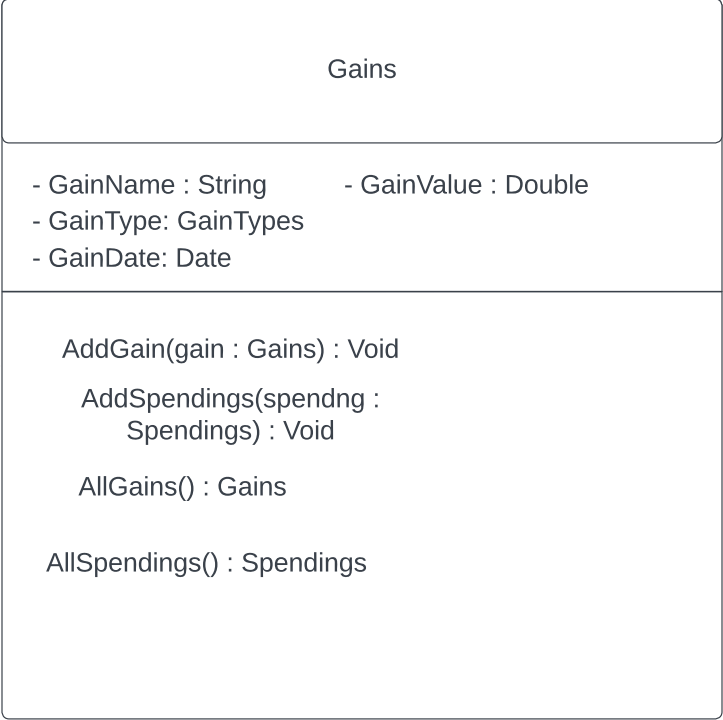 Gains
- GainName : String
- GainValue : Double
- GainType: GainTypes
- GainDate: Date
AddGain(gain : Gains) : Void
AddSpendings(spendng :
Spendings) : Void
AllGains() : Gains
AllSpendings() : Spendings